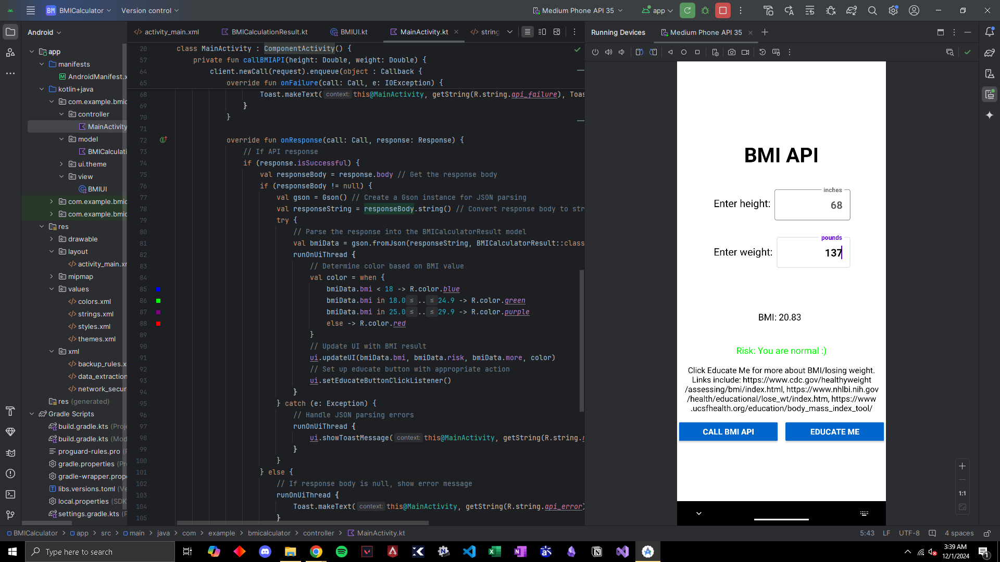 BM BMICalculator Version control Medium Phone API 35 app
Android
activity_main.xml BMICalculationResult.kt BMIUI.kt MainActivity.kt string
Running Devices Medium Phone API 35
app
manifests
AndroidManifest.x
kotlin+java
com.example.bmic
controller
MainActivity
model
BMICalculati
ui.theme
view
BMIUI
com.example.bmic
com.example.bmic
res
drawable
layout
activity_main.xr
mipmap
values
colors.xml
strings.xml
styles.xml
themes.xml
xml
backup_rules.x
data_extraction
network_secur
res (generated)
Gradle Scripts
build.gradle.kts (Proje
build.gradle.kts (Mod
proguard-rules.pro (F
gradle.properties (Pr
gradle-wrapper.prope
libs.versions.toml (Ve
local.properties (SDK
settings.gradle.kts (F
20 class MainActivity : ComponentActivity() {
57 private fun callBMIAPI(height: Double, weight: Double) {
64 client.newCall(request).enqueue(object : Callback {
65 override fun onFailure(call: Call, e: IOException) {
68 Toast.makeText( context: this@MainActivity, getString(R.string.api_failure), Toas
69 }
70 }
71
72 override fun onResponse(call: Call, response: Response) {
73 // If API response
74 if (response.isSuccessful) {
75 val responseBody = response.body // Get the response body
76 if (responseBody != null) {
77 val gson = Gson() // Create a Gson instance for JSON parsing
78 val responseString = responseBody.string() // Convert response body to str
79 try {
80 // Parse the response into the BMICalculatorResult model
81 val bmiData = gson.fromJson(responseString, BMICalculatorResult::class
82 runOnUiThread {
83 // Determine color based on BMI value
84 val color = when {
85 bmiData.bmi < 18 -> R.color.blue
86 bmiData.bmi in 18.0 ≤ .. ≤ 24.9 -> R.color.green
87 bmiData.bmi in 25.0 ≤ .. ≤ 29.9 -> R.color.purple
88 else -> R.color.red
89 }
90 // Update UI with BMI result
91 ui.updateUI(bmiData.bmi, bmiData.risk, bmiData.more, color)
92 // Set up educate button with appropriate action
93 ui.setEducateButtonClickListener()
94 }
95 } catch (e: Exception) {
96 // Handle JSON parsing errors
97 runOnUiThread {
98 ui.showToastMessage( context: this@MainActivity, getString(R.string.
99 }
100 }
101 } else {
102 // If response body is null, show error message
103 runOnUiThread {
104 Toast.makeText( context: this@MainActivity, getString(R.string.api_error)
105 }
BMI API
inches
Enter height: 68
pounds
Enter weight: 137
BMI: 20.83
Risk: You are normal :)
Click Educate Me for more about BMI/losing weight.
Links include: https://www.cdc.gov/healthyweight
/assessing/bmi/index.html, https://www.nhlbi.nih.gov
/health/educational/lose_wt/index.htm, https://www
.ucsfhealth.org/education/body_mass_index_tool/
CALL BMI API EDUCATE ME
1:1
BMICalculator > app > src > main > java > com > example > bmicalculator > controller > MainActivity.kt 5:43 LF UTF-8 4 spaces
Type here to search
3:39 AM
12/1/2024
1